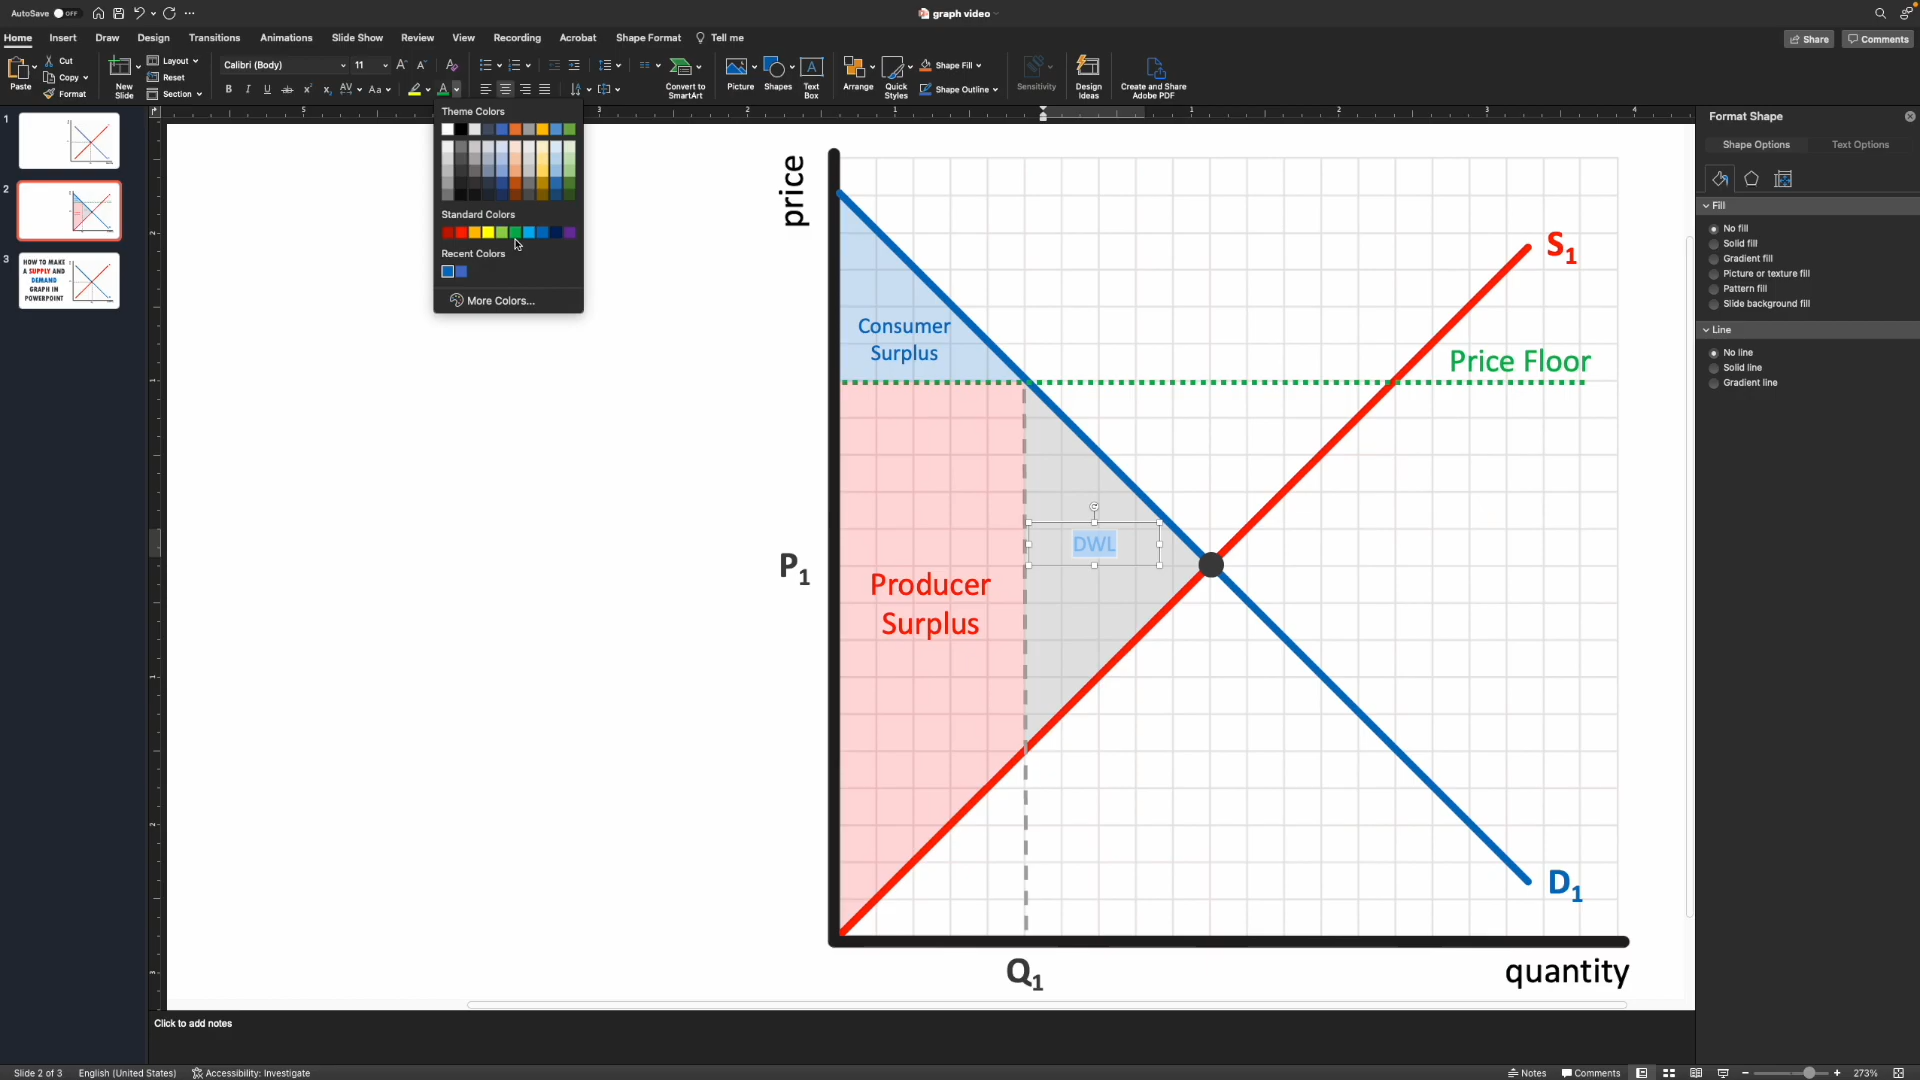 AutoSave OFF
graph video
Home Insert Draw Design Transitions Animations Slide Show Review View Recording Acrobat Shape Format Tell me
Share Comments
Paste
Cut
Copy
Format
New
Slide
Layout
Reset
Section
Calibri (Body) 11
Convert to
SmartArt
Picture
Shapes
Text
Box
Arrange
Quick
Styles
Shape Fill
Shape Outline
Sensitivity
Design
Ideas
Create and Share
Adobe PDF
Theme Colors
Standard Colors
Recent Colors
More Colors...
1
2
3
HOW TO MAKE
A SUPPLY AND
DEMAND
GRAPH IN
POWERPOINT
price
S1
Consumer
Surplus
Price Floor
DWL
P1
Producer
Surplus
D1
Q1
quantity
Format Shape
Shape Options Text Options
Fill
No fill
Solid fill
Gradient fill
Picture or texture fill
Pattern fill
Slide background fill
Line
No line
Solid line
Gradient line
Click to add notes
Slide 2 of 3 English (United States) Accessibility: Investigate
Notes Comments 273%